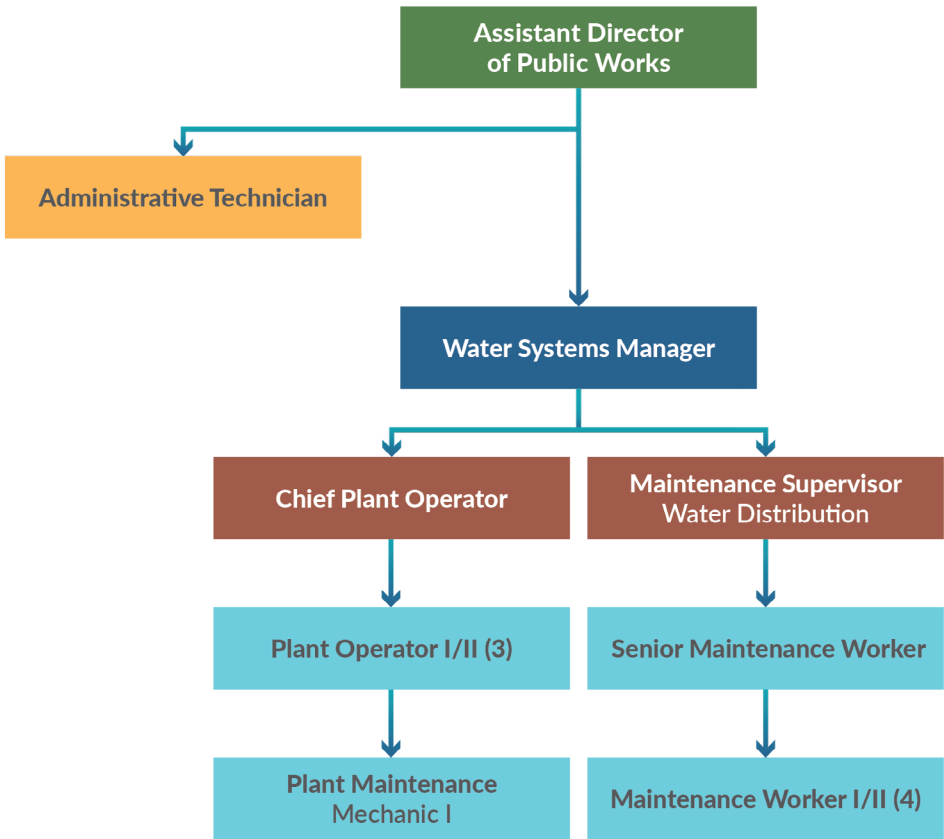 Assistant Director
of Public Works
Administrative Technician
Water Systems Manager
Chief Plant Operator
Maintenance Supervisor
Water Distribution
Plant Operator I/II (3)
Senior Maintenance Worker
Plant Maintenance
Mechanic I
Maintenance Worker I/II (4)